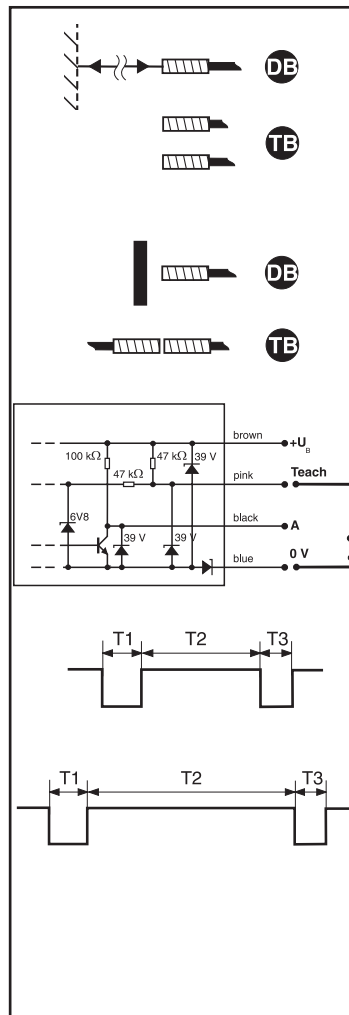 DB
TB
DB
TB
brown
+UB
100 kΩ
47 kΩ
39 V
47 kΩ
pink
Teach
6V8
black
A
39 V
39 V
blue
0 V
T1 T2 T3
T1 T2 T3